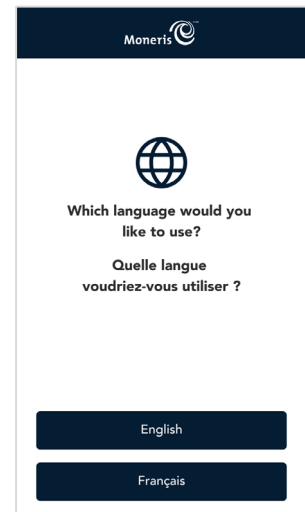 Moneris
Which language would you
like to use?
Quelle langue
voudriez-vous utiliser ?
English
Français